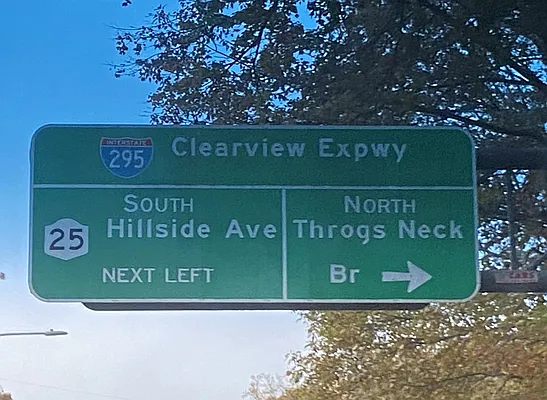 INTERSTATE
295
Clearview Expwy
SOUTH
25
Hillside Ave
NEXT LEFT
NORTH
Throgs Neck
Br